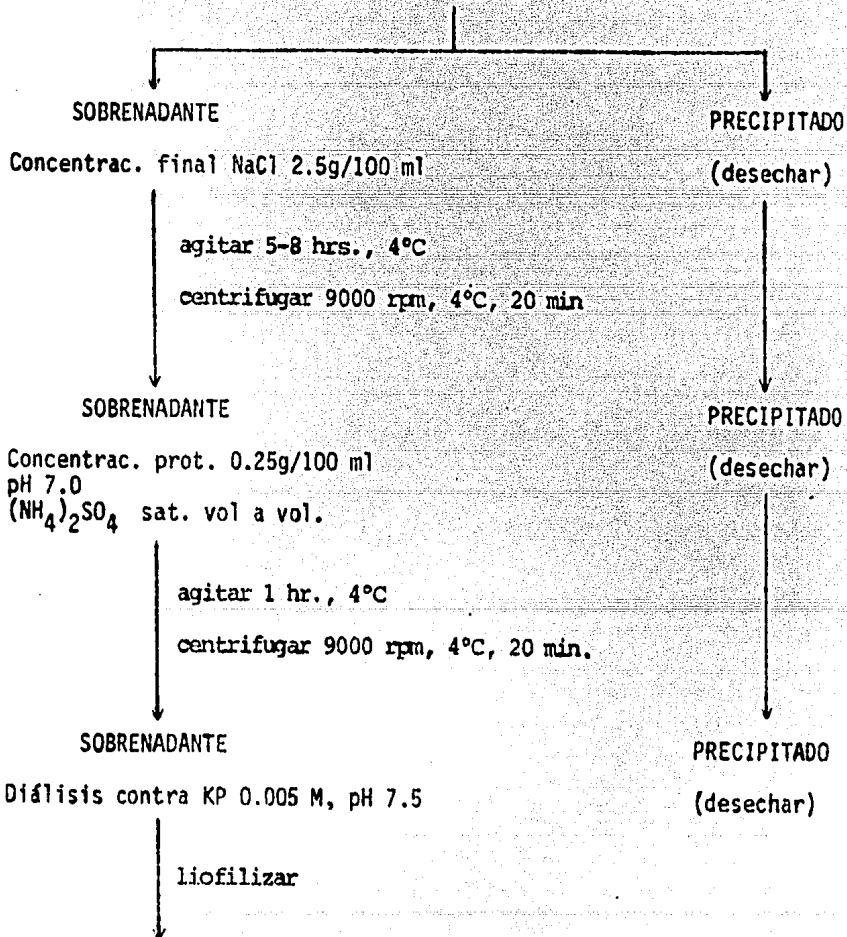 SOBRENADANTE
PRECIPITADO
Concentrac. final NaCl 2.5g/100 ml
(desechar)
agitar 5-8 hrs., 4°C
centrifugar 9000 rpm, 4°C, 20 min
SOBRENADANTE
PRECIPITADO
Concentrac. prot. 0.25g/100 ml
(desechar)
pH 7.0
(NH4)2SO4 sat. vol a vol.
agitar 1 hr., 4°C
centrifugar 9000 rpm, 4°C, 20 min.
SOBRENADANTE
PRECIPITADO
Diálisis contra KP 0.005 M, pH 7.5
(desechar)
liofilizar